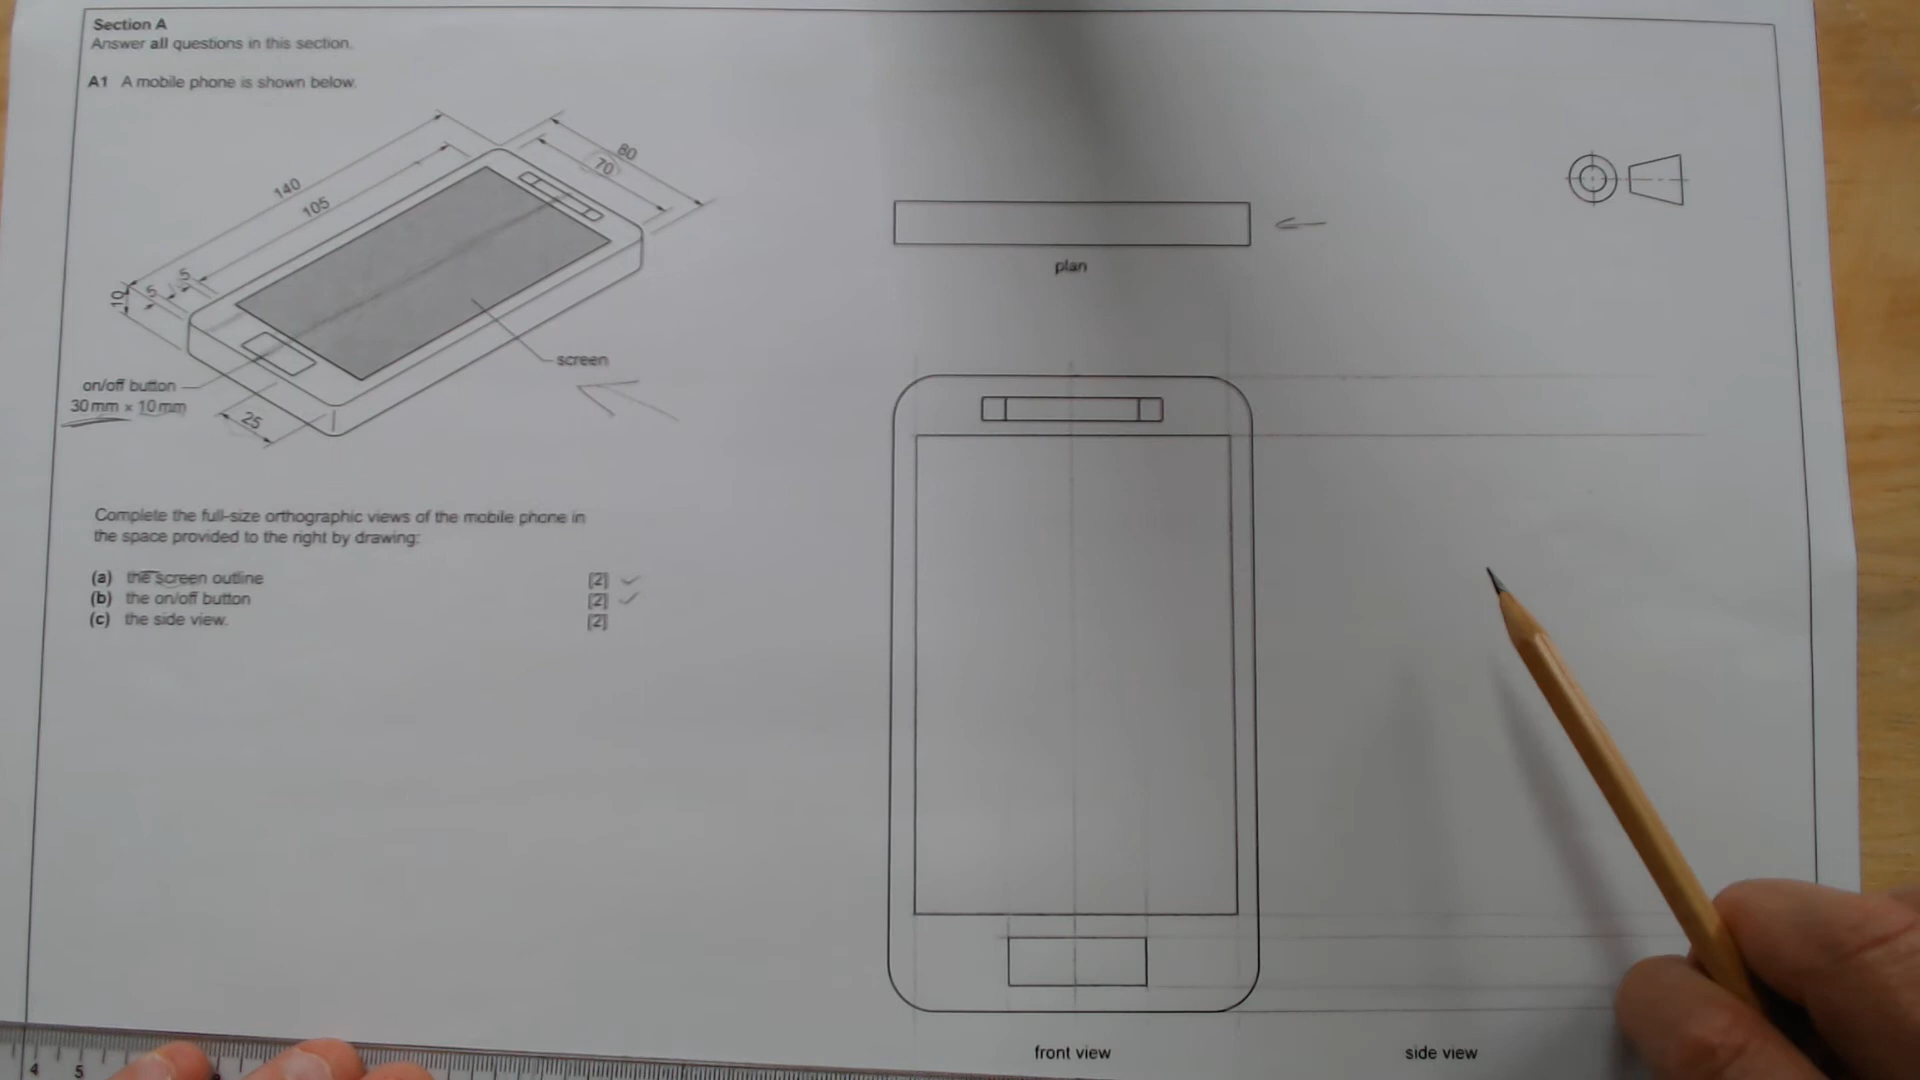 Section A
Answer all questions in this section.
A1 A mobile phone is shown below.
80
70
140
105
5
5
10
screen
on/off button
30 mm × 10 mm
25
Complete the full-size orthographic views of the mobile phone in
the space provided to the right by drawing:
(a) the screen outline [2]
(b) the on/off button [2]
(c) the side view. [2]
plan
front view
side view
4 5